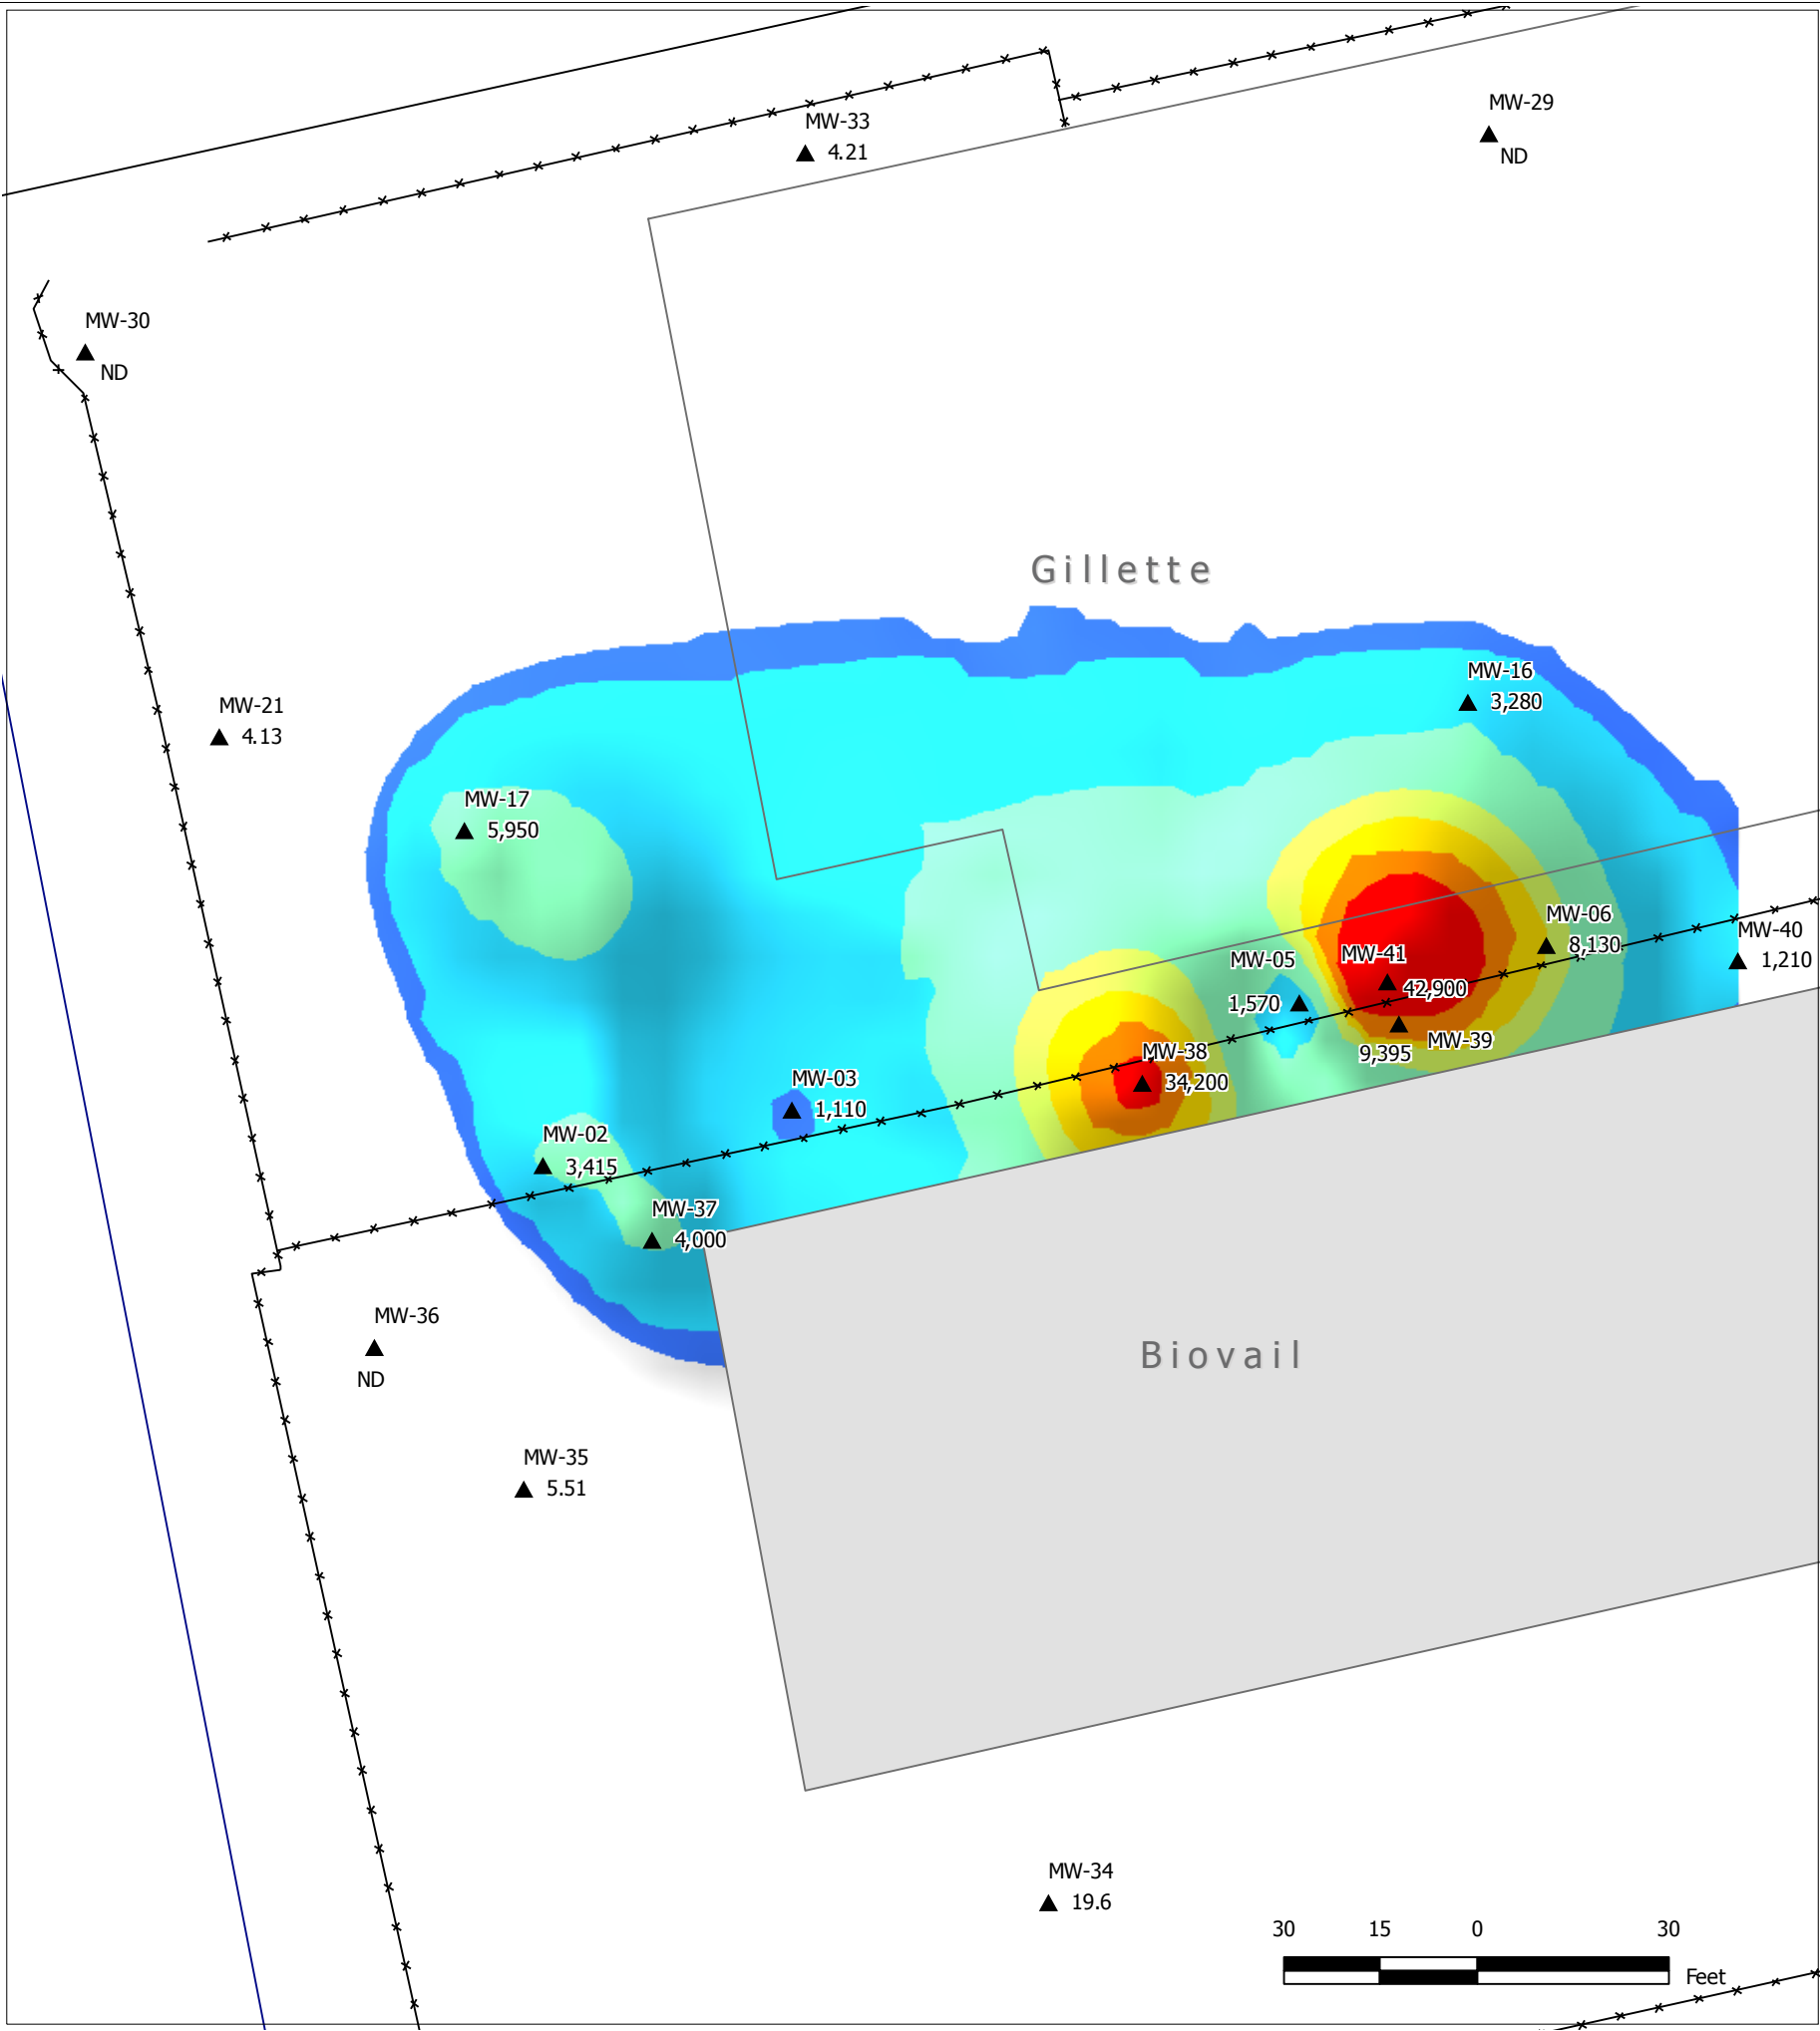 MW-29
ND
MW-33
4.21
MW-30
ND
Gillette
MW-16
3,280
MW-21
4.13
MW-17
5,950
MW-06
8,130
MW-40
1,210
MW-05
1,570
MW-41
42,900
MW-39
9,395
MW-38
34,200
MW-03
1,110
MW-02
3,415
MW-37
4,000
MW-36
ND
Biovail
MW-35
5.51
MW-34
19.6
30 15 0 30
Feet